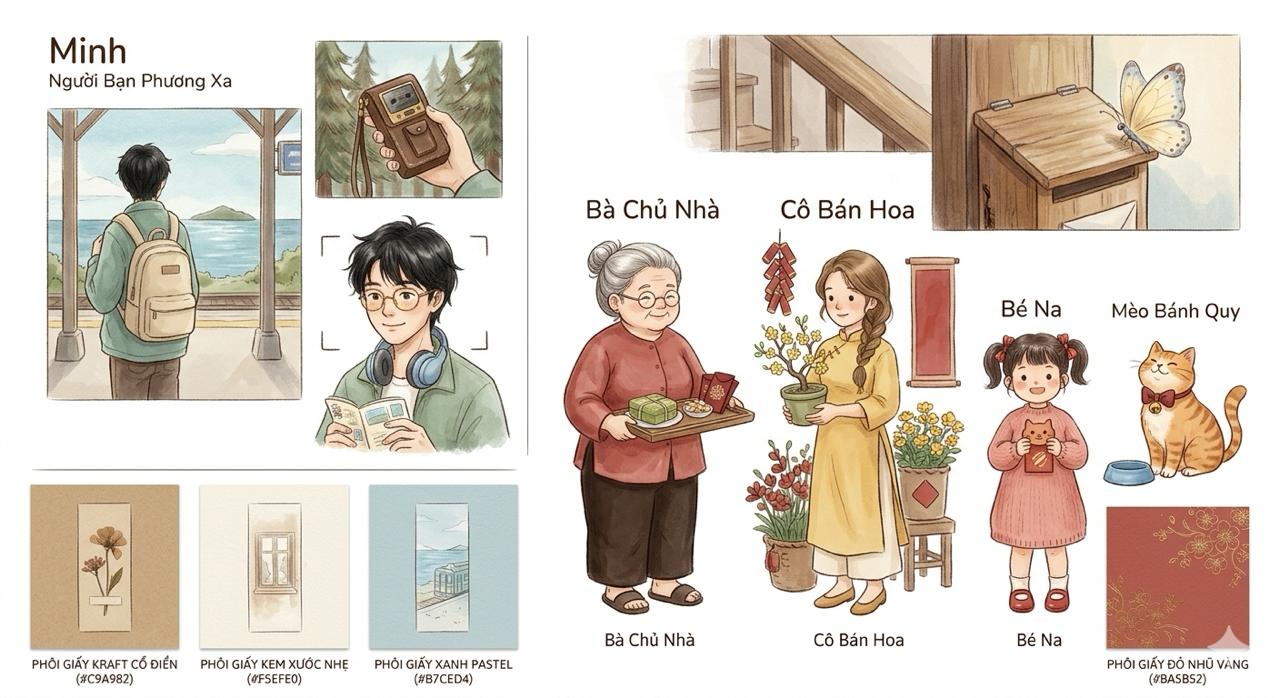 Minh
Người Bạn Phương Xa
Bà Chủ Nhà
Cô Bán Hoa
Bé Na
Mèo Bánh Quy
Bà Chủ Nhà
Cô Bán Hoa
Bé Na
PHÔI GIẤY KRAFT CỔ ĐIỂN
(#C9A982)
PHÔI GIẤY KEM XƯỚC NHẸ
(#F5EFE0)
PHÔI GIẤY XANH PASTEL
(#B7CED4)
PHÔI GIẤY ĐỎ NHŨ VÀNG
(#BA5B52)